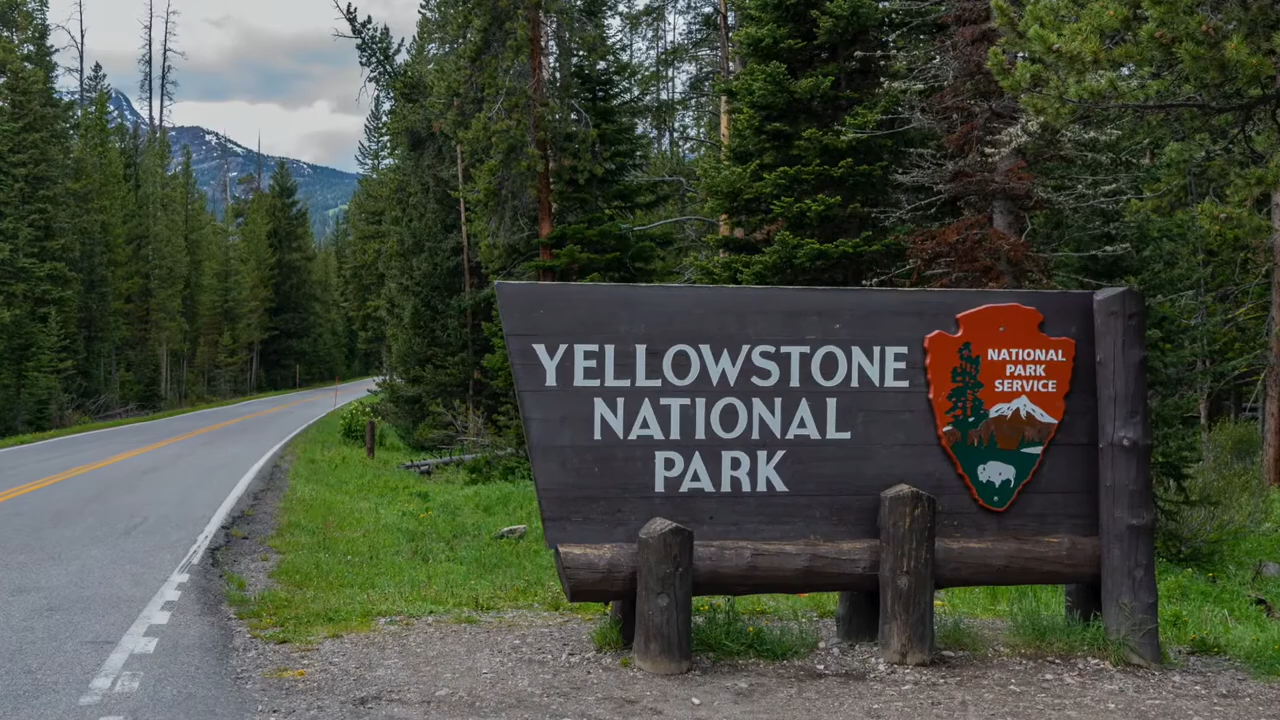 YELLOWSTONE
NATIONAL
PARK
NATIONAL
PARK
SERVICE